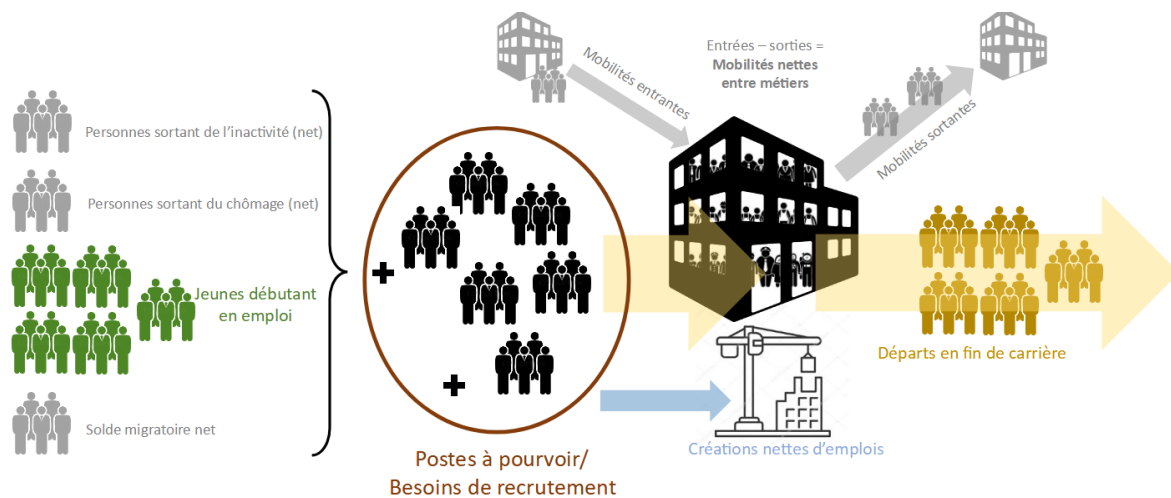 Entrées – sorties =
Mobilités nettes
entre métiers
Mobilités entrantes
Mobilités sortantes
Personnes sortant de l'inactivité (net)
Personnes sortant du chômage (net)
Jeunes débutant
en emploi
Solde migratoire net
Départs en fin de carrière
Créations nettes d'emplois
Postes à pourvoir/
Besoins de recrutement